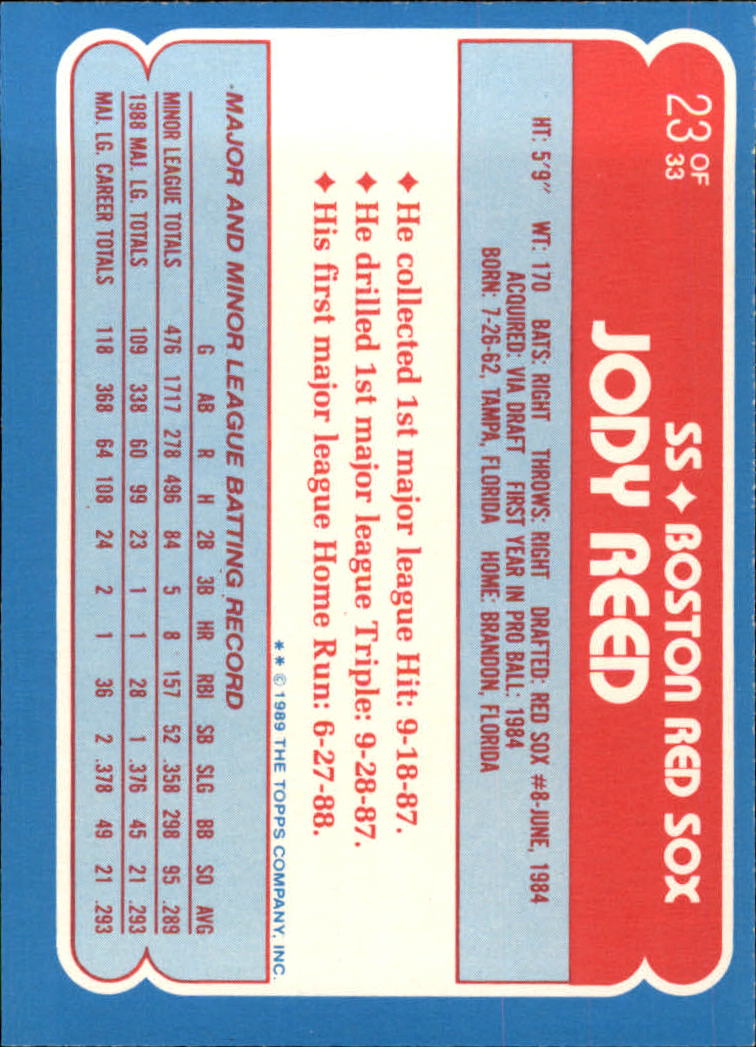 23 OF 33
SS ♦ BOSTON RED SOX
JODY REED
HT: 5'9" WT: 170 BATS: RIGHT THROWS: RIGHT DRAFTED: RED SOX #8-JUNE, 1984
ACQUIRED: VIA DRAFT FIRST YEAR IN PRO BALL: 1984
BORN: 7-26-62, TAMPA, FLORIDA HOME: BRANDON, FLORIDA
♦ He collected 1st major league Hit: 9-18-87.
♦ He drilled 1st major league Triple: 9-28-87.
♦ His first major league Home Run: 6-27-88.
* * © 1989 THE TOPPS COMPANY, INC.
MAJOR AND MINOR LEAGUE BATTING RECORD
G AB R H 2B 3B HR RBI SB SLG BB SO AVG
MINOR LEAGUE TOTALS 476 1717 278 496 84 5 8 157 52 .358 298 95 .289
1988 MAJ. LG. TOTALS 109 338 60 99 23 1 1 28 1 .376 45 21 .293
MAJ. LG. CAREER TOTALS 118 368 64 108 24 2 1 36 2 .378 49 21 .293